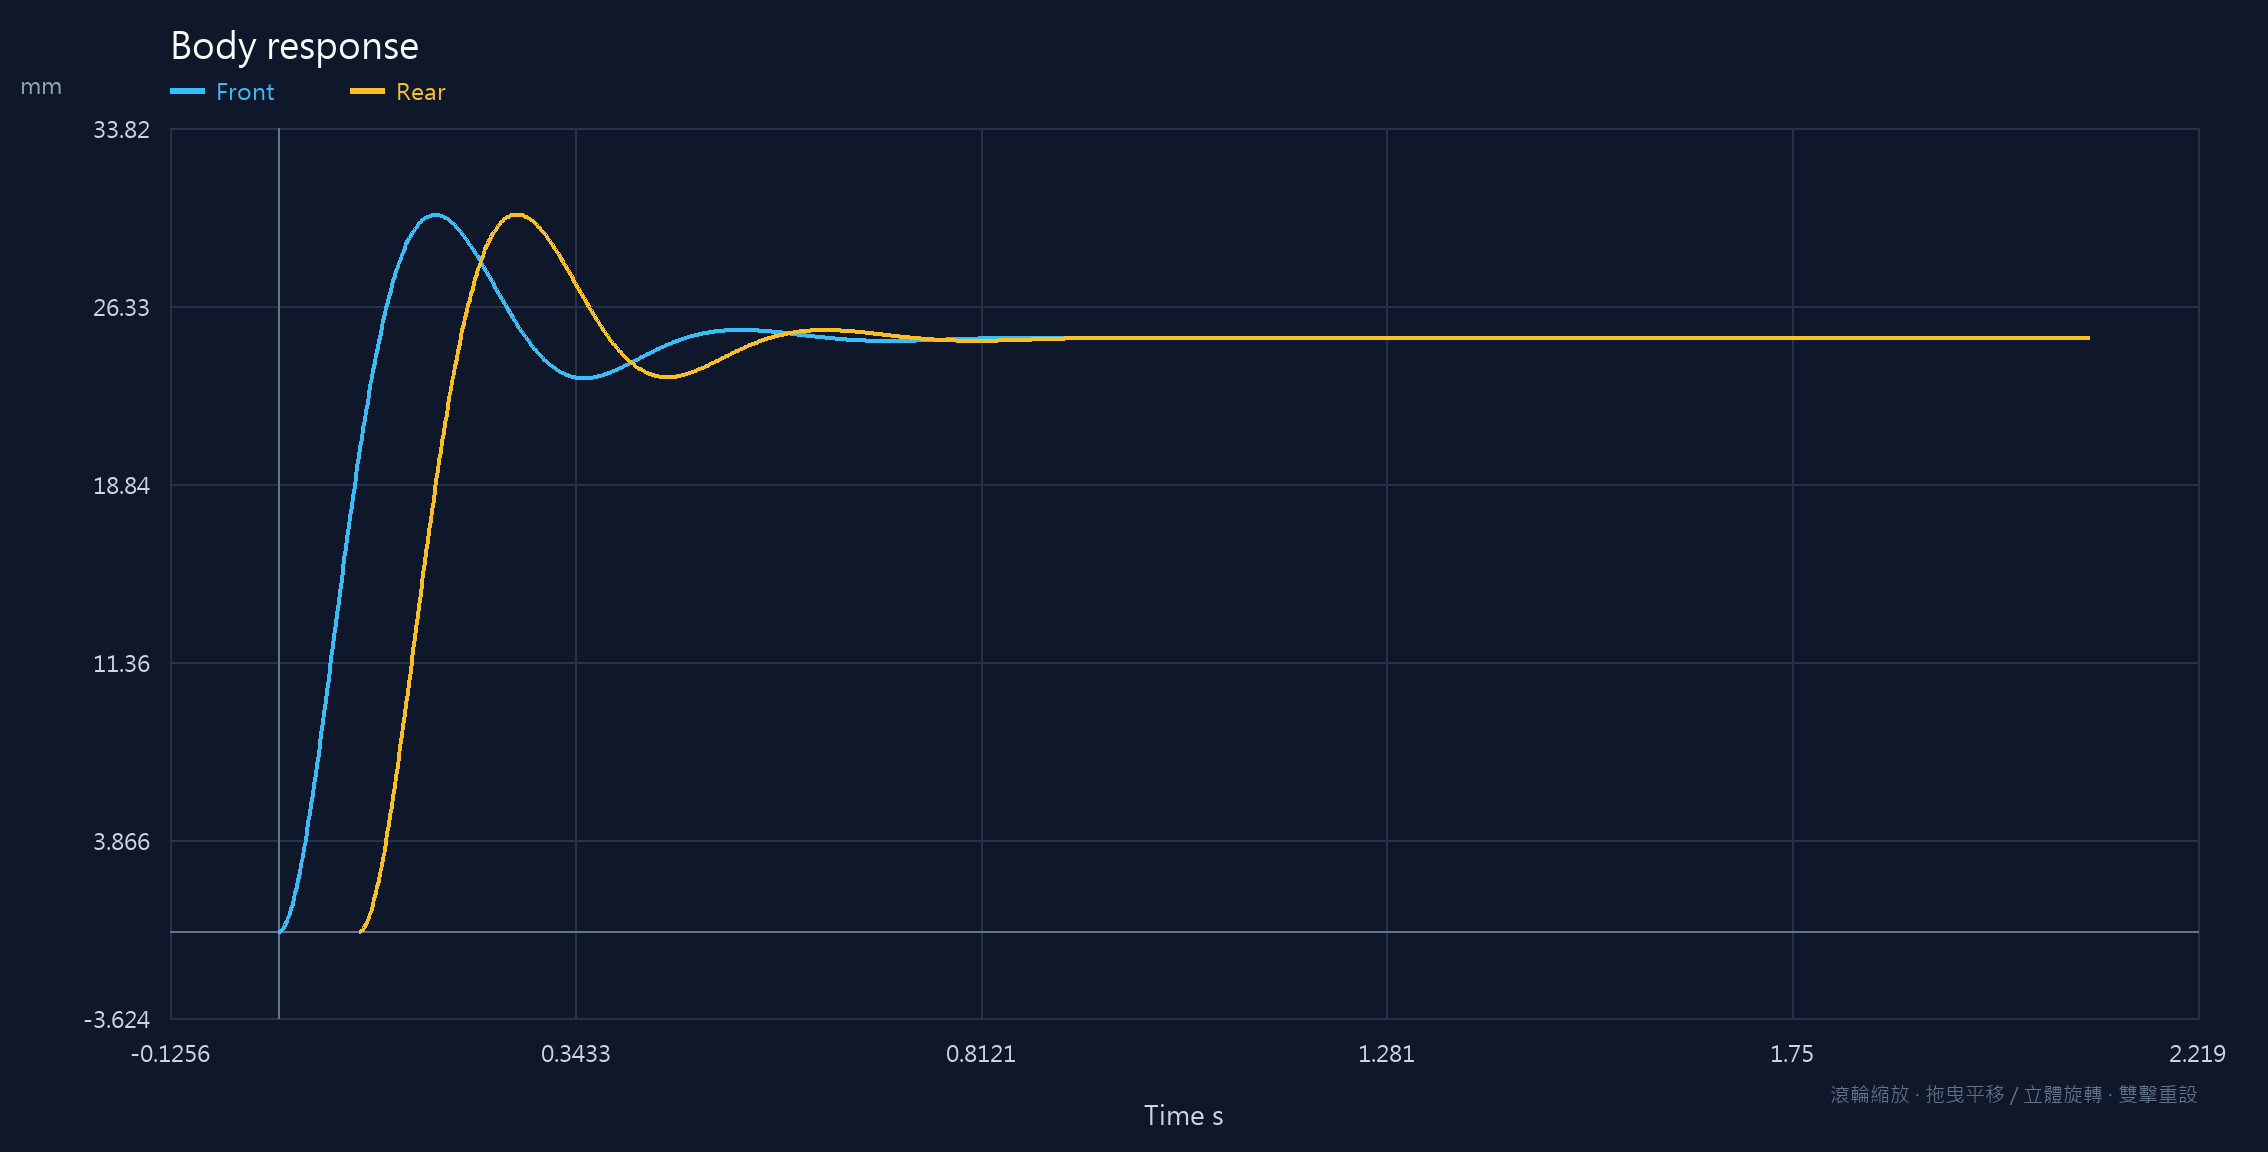 Body response
mm
Front
Rear
33.82
26.33
18.84
11.36
3.866
-3.624
-0.1256
0.3433
0.8121
1.281
1.75
2.219
滾輪縮放 · 拖曳平移 / 立體旋轉 · 雙擊重設
Time s